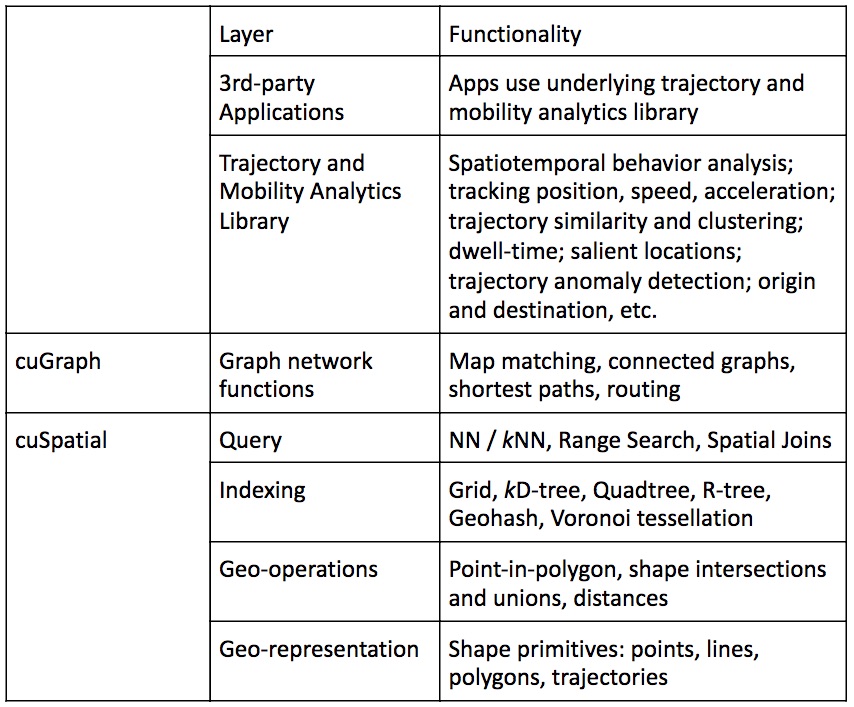 Layer
Functionality
3rd-party
Applications
Apps use underlying trajectory and
mobility analytics library
Trajectory and
Mobility Analytics
Library
Spatiotemporal behavior analysis;
tracking position, speed, acceleration;
trajectory similarity and clustering;
dwell-time; salient locations;
trajectory anomaly detection; origin
and destination, etc.
cuGraph
Graph network
functions
Map matching, connected graphs,
shortest paths, routing
cuSpatial
Query
NN / kNN, Range Search, Spatial Joins
Indexing
Grid, kD-tree, Quadtree, R-tree,
Geohash, Voronoi tessellation
Geo-operations
Point-in-polygon, shape intersections
and unions, distances
Geo-representation
Shape primitives: points, lines,
polygons, trajectories